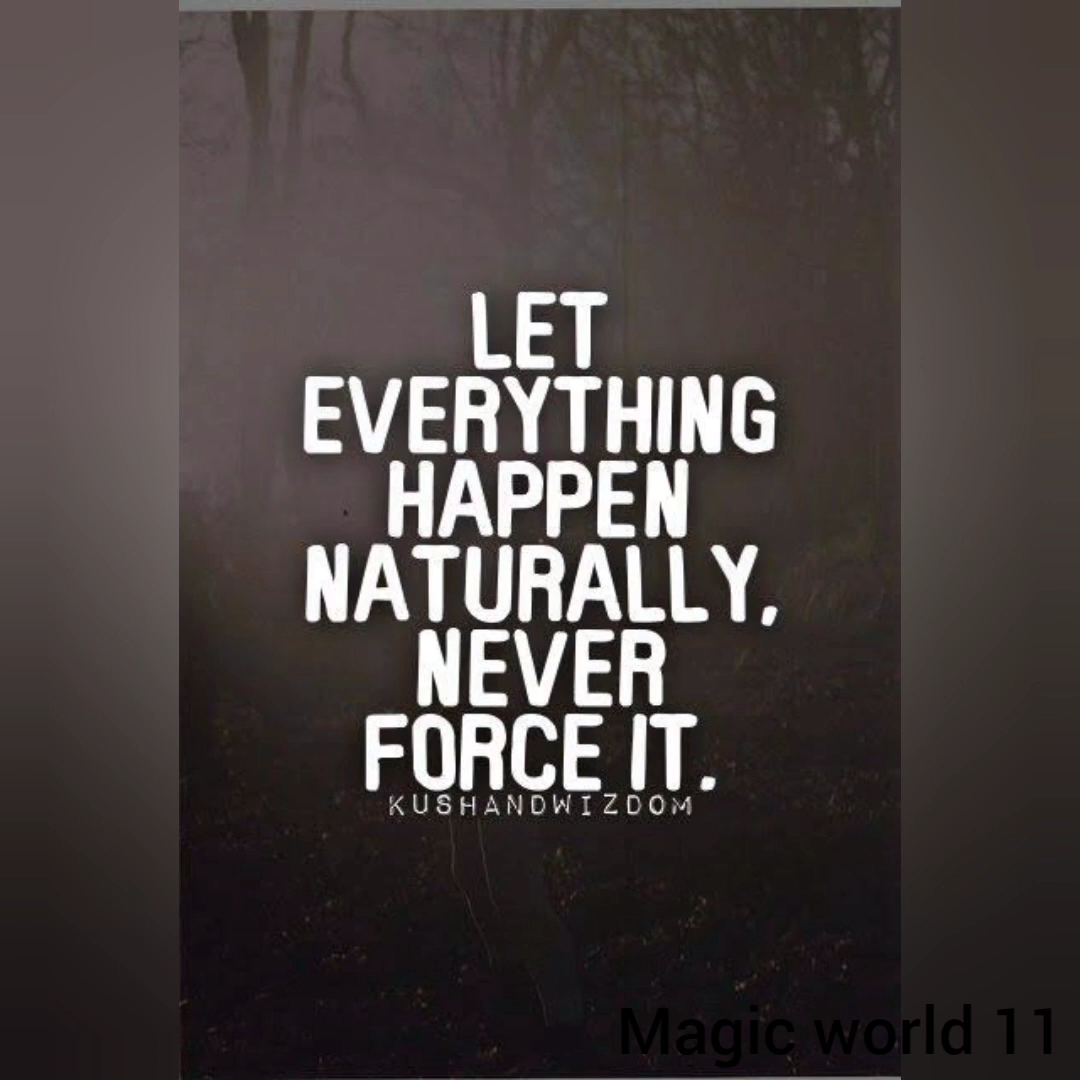 LET
EVERYTHING
HAPPEN
NATURALLY,
NEVER
FORCE IT.
KUSHANDWIZDOM
Magic world 11